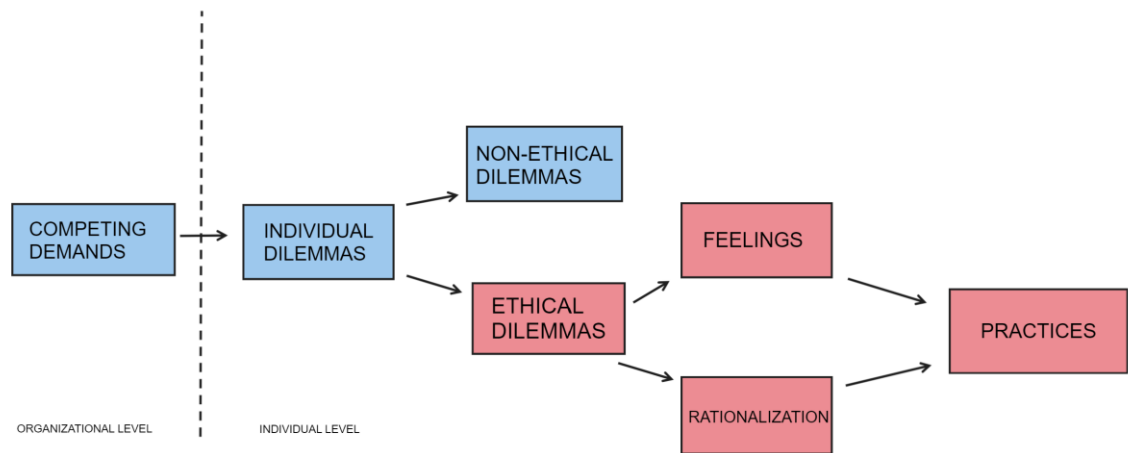 NON-ETHICAL
DILEMMAS
COMPETING
DEMANDS
INDIVIDUAL
DILEMMAS
FEELINGS
ETHICAL
DILEMMAS
PRACTICES
RATIONALIZATION
ORGANIZATIONAL LEVEL
INDIVIDUAL LEVEL